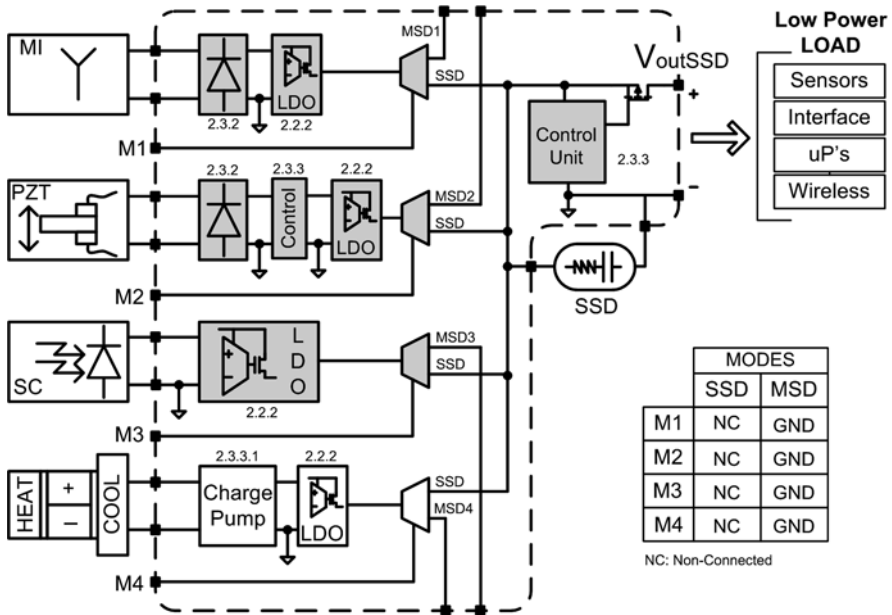 MI
2.3.2
LDO
2.2.2
M1
MSD1
SSD
VoutSSD
+
−
Control
Unit
2.3.3
Low Power
LOAD
Sensors
Interface
uP's
Wireless
PZT
2.3.2
2.3.3
2.2.2
Control
LDO
M2
MSD2
SSD
SSD
SC
+
−
L
D
O
2.2.2
M3
MSD3
SSD
HEAT
+
−
COOL
2.3.3.1
2.2.2
Charge
Pump
LDO
M4
SSD
MSD4
MODES
SSD MSD
M1 NC GND
M2 NC GND
M3 NC GND
M4 NC GND
NC: Non-Connected